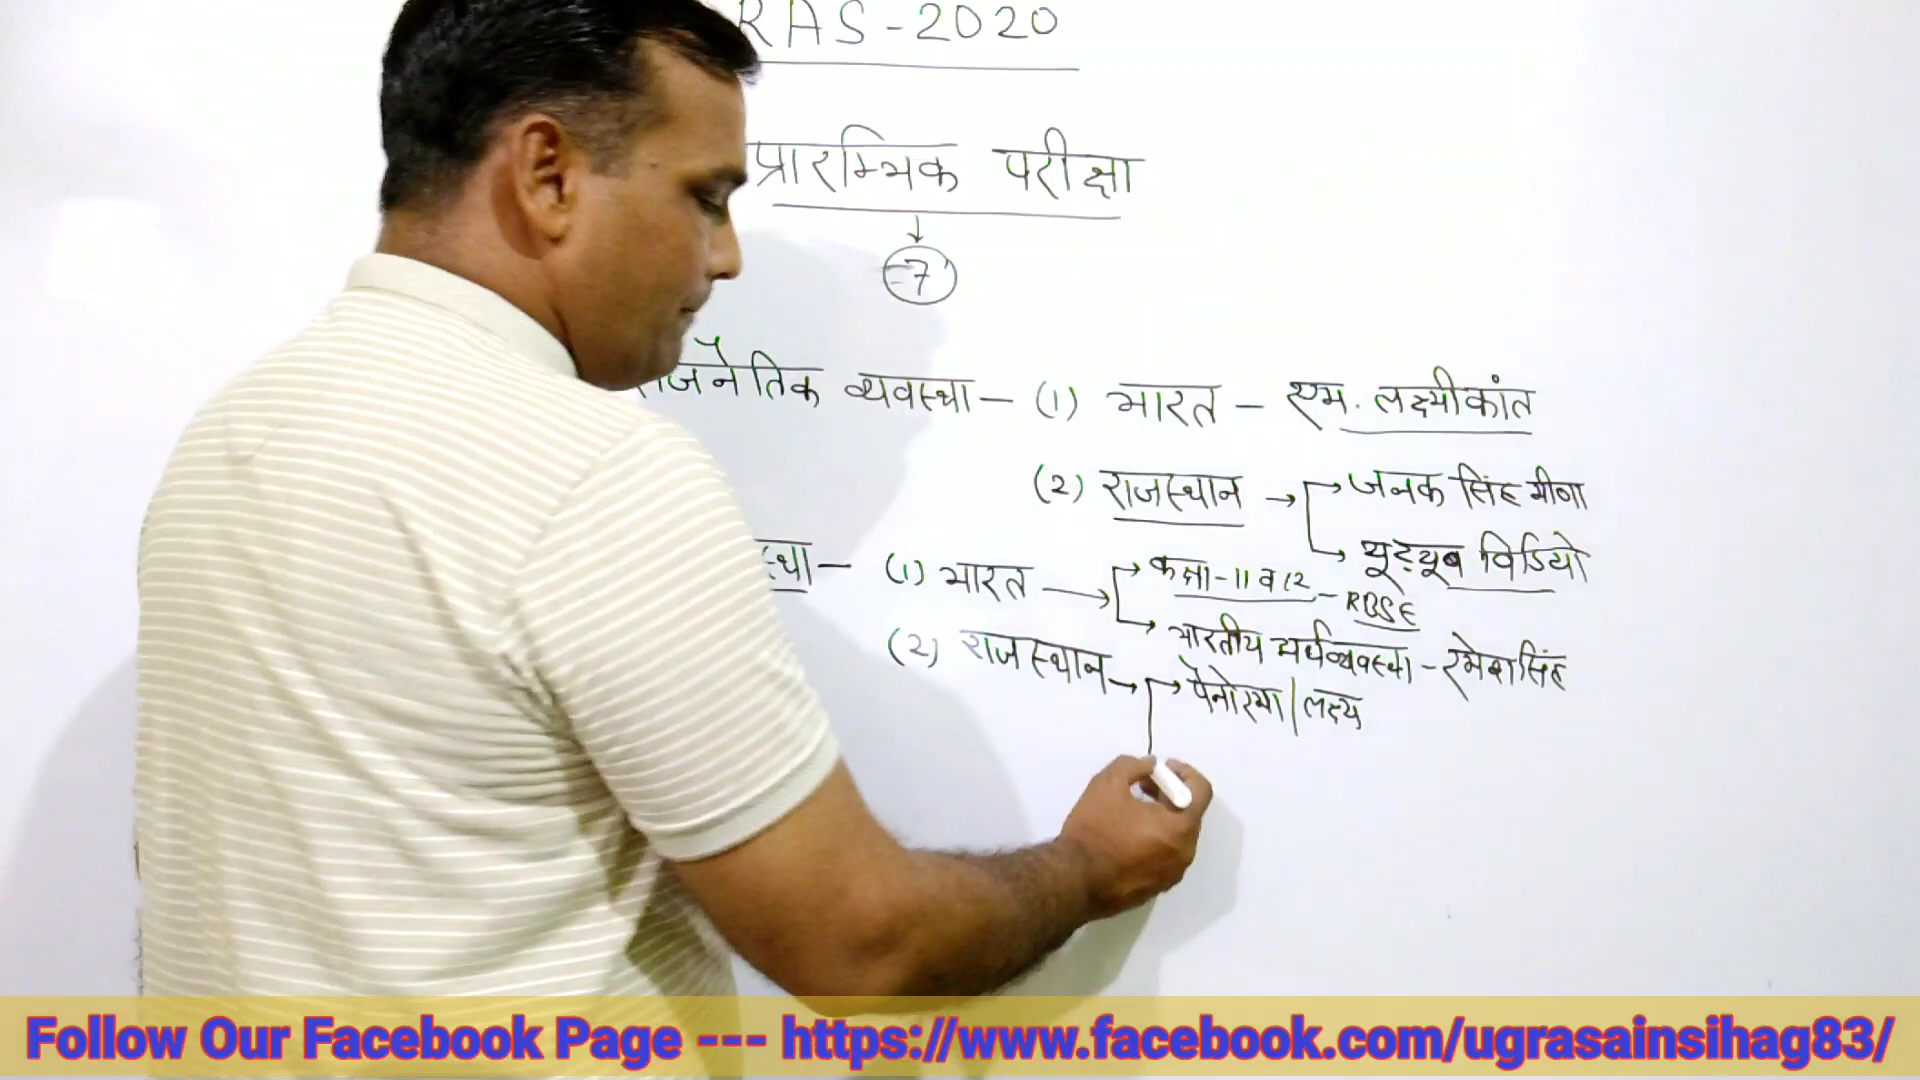 RAS-2020
प्रारम्भिक परीक्षा
7
राजनैतिक व्यवस्था — (1) भारत — एम. लक्ष्मीकांत
(2) राजस्थान → → जनक सिंह मीणा
→ यूट्यूब विडियो
स्था — (1) भारत → → कक्षा-11 व 12 - RBSE
→ भारतीय अर्थव्यवस्था - रमेश सिंह
(2) राजस्थान → → पैनोरमा | लक्ष्य
Follow Our Facebook Page --- https://www.facebook.com/ugrasainsihag83/